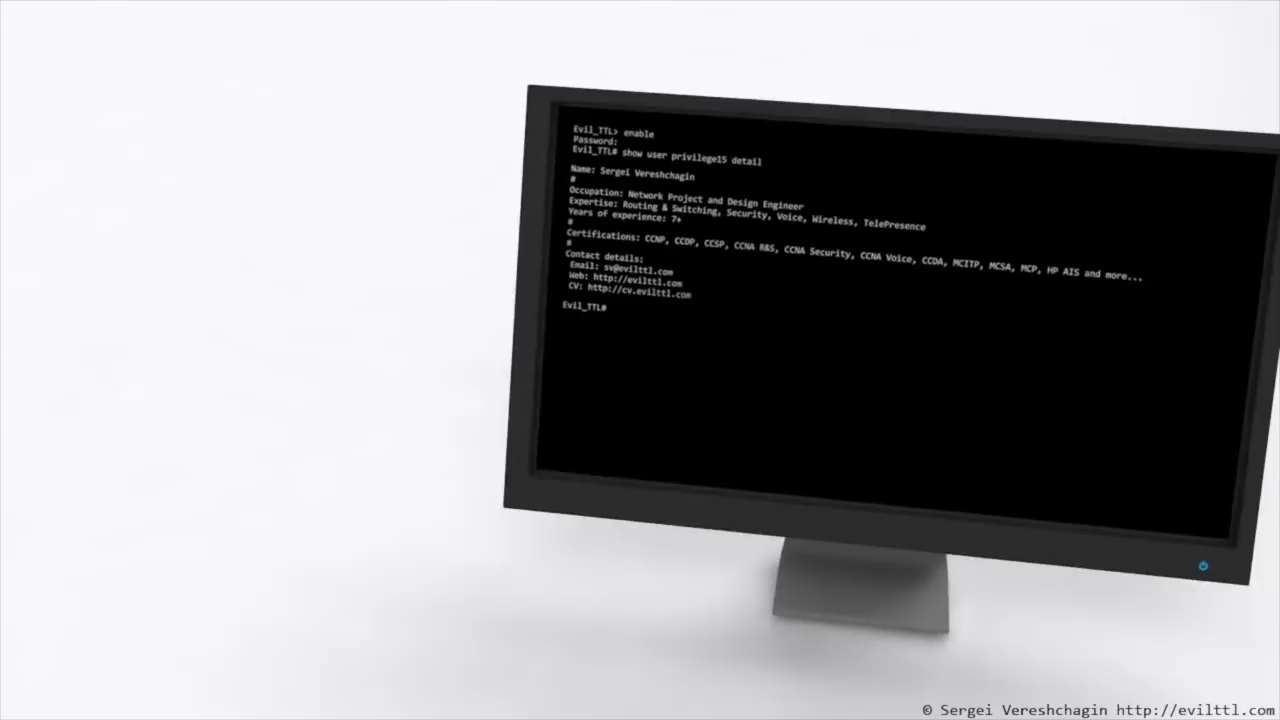 Evil_TTL> enable
Password:
Evil_TTL# show user privilege15 detail
Name: Sergei Vereshchagin
#
Occupation: Network Project and Design Engineer
Expertise: Routing & Switching, Security, Voice, Wireless, TelePresence
Years of experience: 7+
#
Certifications: CCNP, CCDP, CCSP, CCNA R&S, CCNA Security, CCNA Voice, CCDA, MCITP, MCSA, MCP, HP AIS and more...
#
Contact details:
Email: sv@evilttl.com
Web: http://evilttl.com
CV: http://cv.evilttl.com
Evil_TTL#
© Sergei Vereshchagin http://evilttl.com